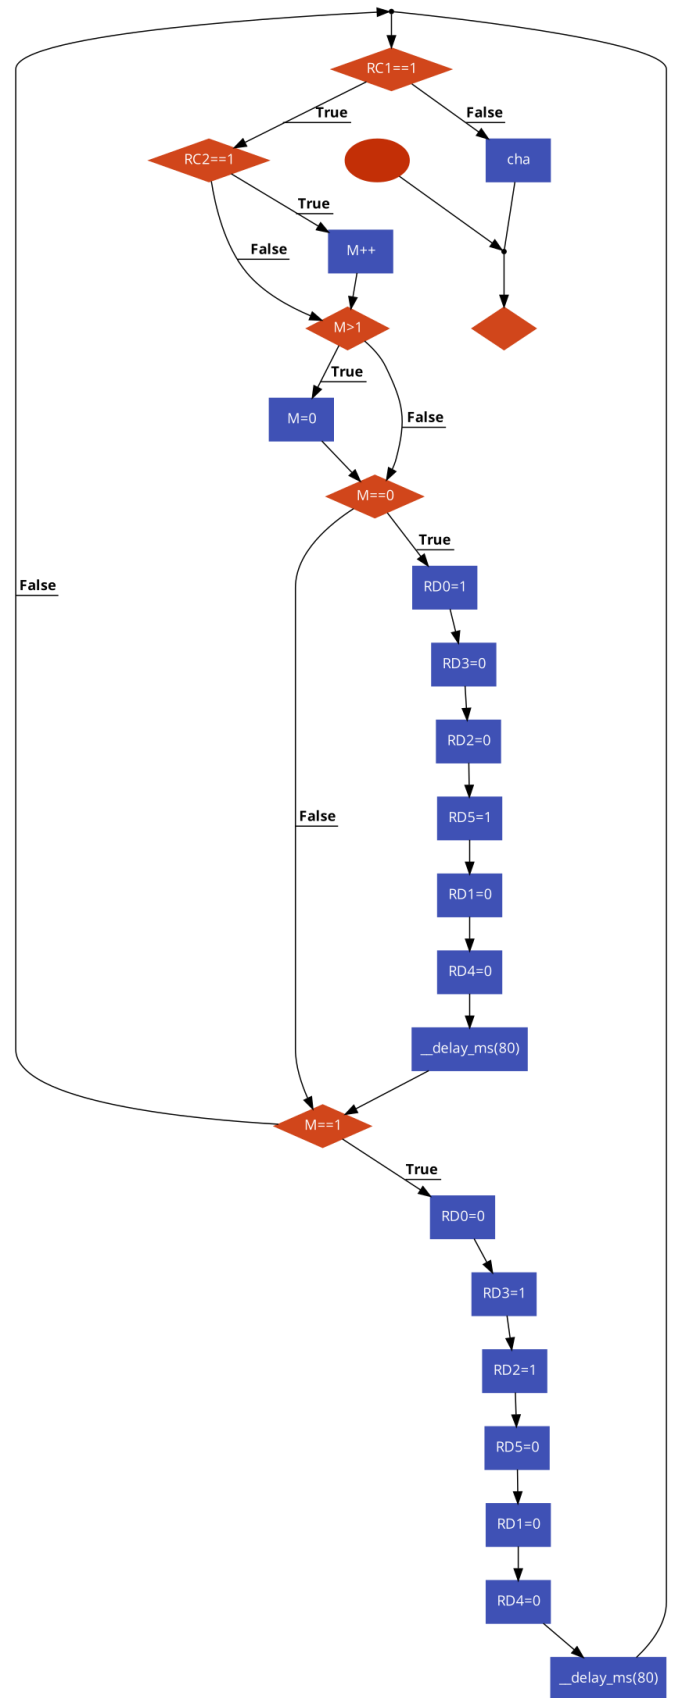 RC1==1
True
False
RC2==1
cha
True
False
M++
M>1
True
M=0
False
M==0
True
False
RD0=1
RD3=0
RD2=0
RD5=1
False
RD1=0
RD4=0
__delay_ms(80)
M==1
True
RD0=0
RD3=1
RD2=1
RD5=0
RD1=0
RD4=0
__delay_ms(80)